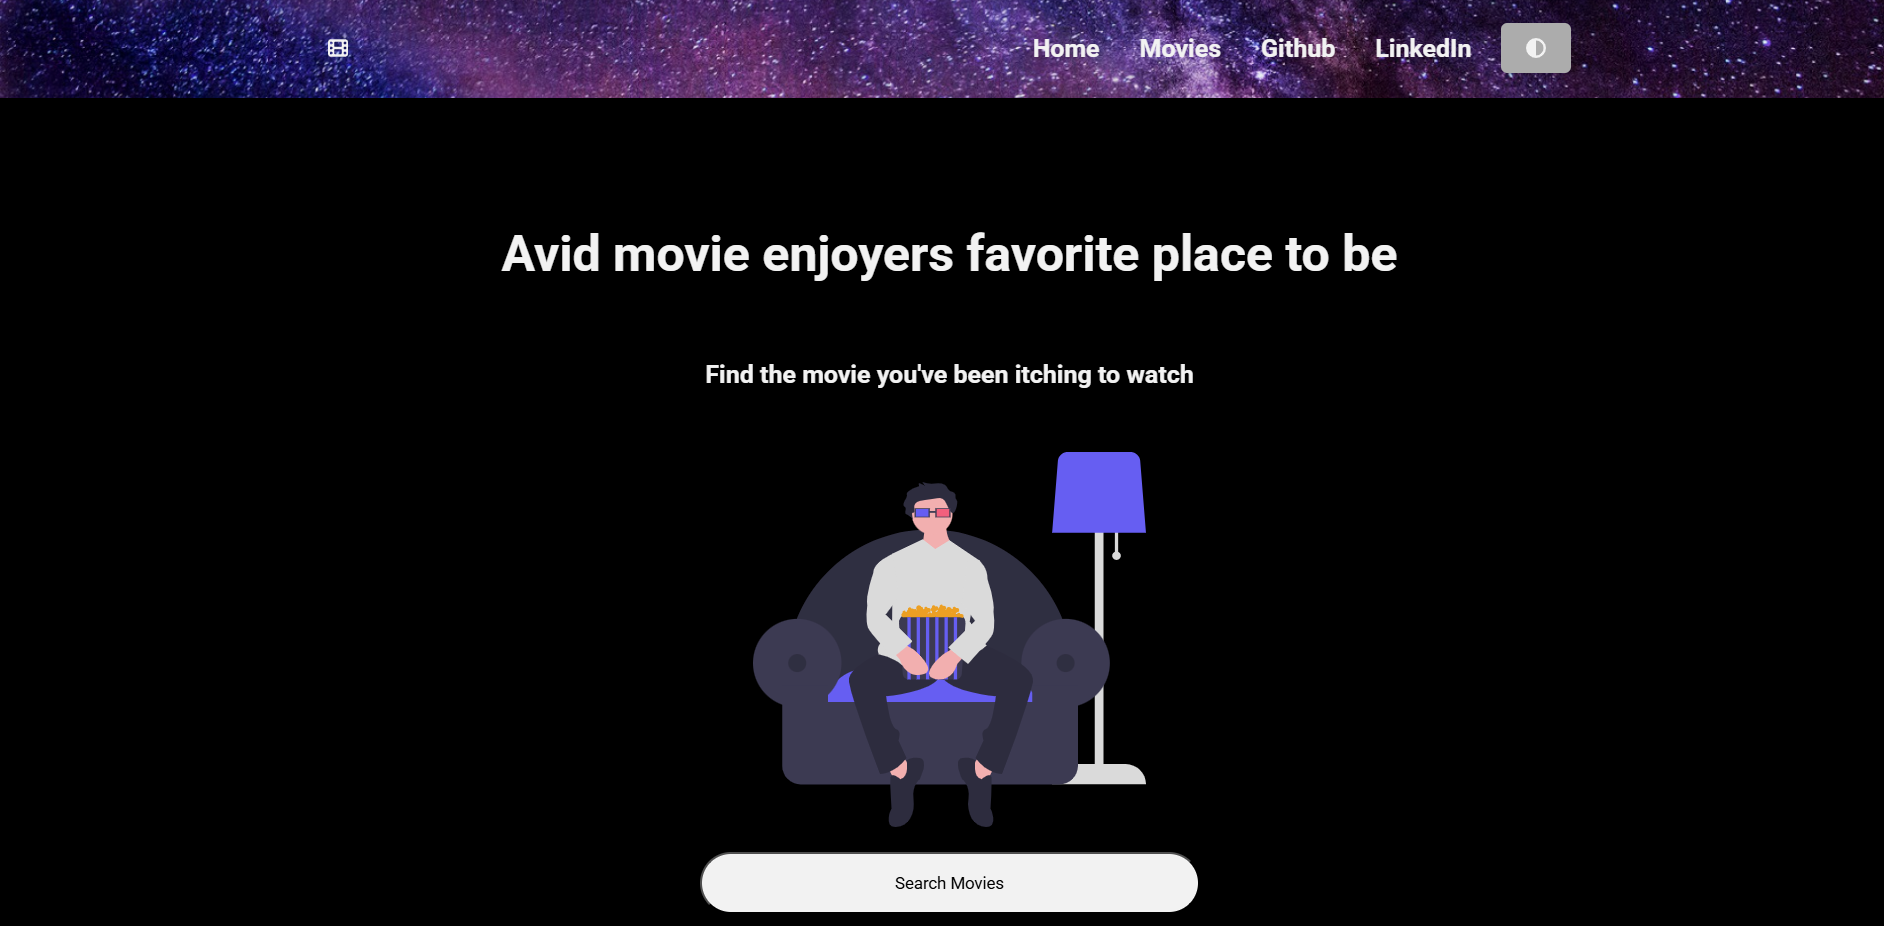 Home Movies Github LinkedIn
Avid movie enjoyers favorite place to be
Find the movie you've been itching to watch
Search Movies